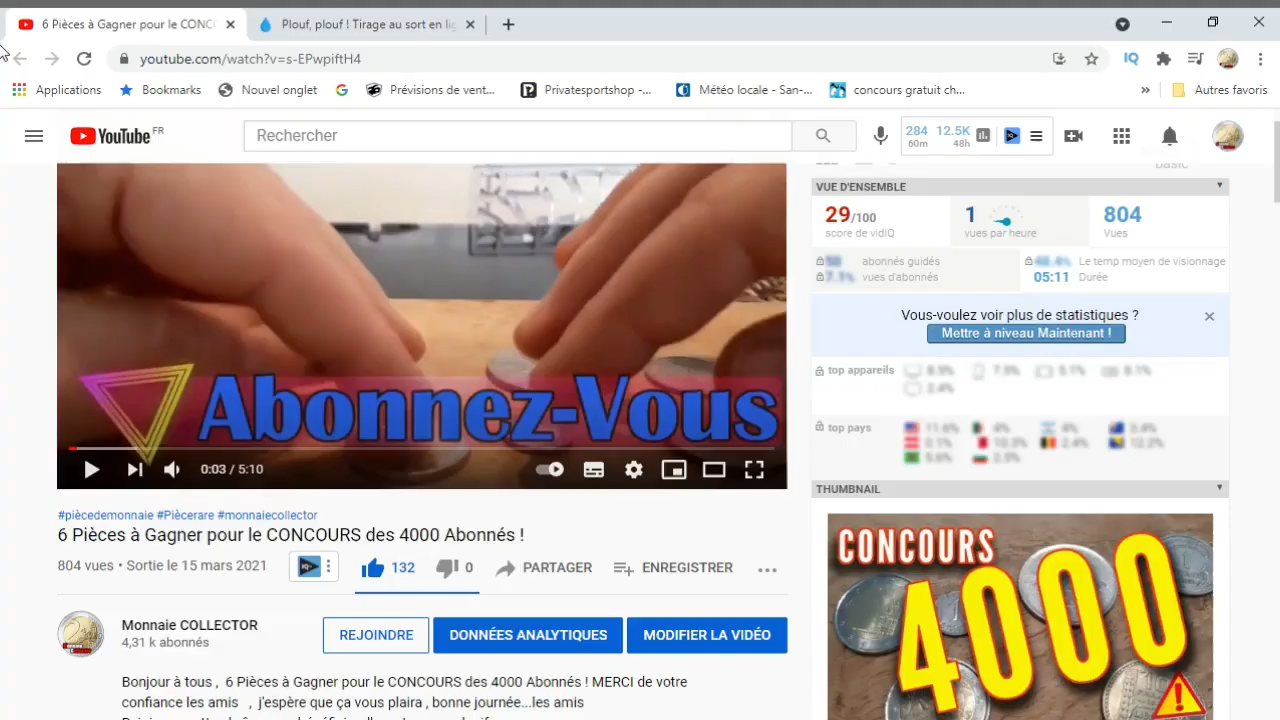 6 Pièces à Gagner pour le CONC
Plouf, plouf ! Tirage au sort en lig
youtube.com/watch?v=s-EPwpiftH4
Applications
Bookmarks
Nouvel onglet
Prévisions de vent...
Privatesportshop -...
Météo locale - San-...
concours gratuit ch...
»
Autres favoris
YouTube FR
Rechercher
284 12.5K
60m 48h
VUE D'ENSEMBLE
29/100
score de vidIQ
1
vues par heure
804
Vues
abonnés guidés
vues d'abonnés
Le temp moyen de visionnage
05:11 Durée
Vous-voulez voir plus de statistiques ?
Mettre à niveau Maintenant !
top appareils
top pays
THUMBNAIL
Abonnez-Vous
0:03 / 5:10
#piècedemonnaie #Piècerare #monnaiecollector
6 Pièces à Gagner pour le CONCOURS des 4000 Abonnés !
804 vues • Sortie le 15 mars 2021
132
0
PARTAGER
ENREGISTRER
Monnaie COLLECTOR
4,31 k abonnés
REJOINDRE
DONNÉES ANALYTIQUES
MODIFIER LA VIDÉO
Bonjour à tous , 6 Pièces à Gagner pour le CONCOURS des 4000 Abonnés ! MERCI de votre
confiance les amis , j'espère que ça vous plaira , bonne journée...les amis
CONCOURS
4000